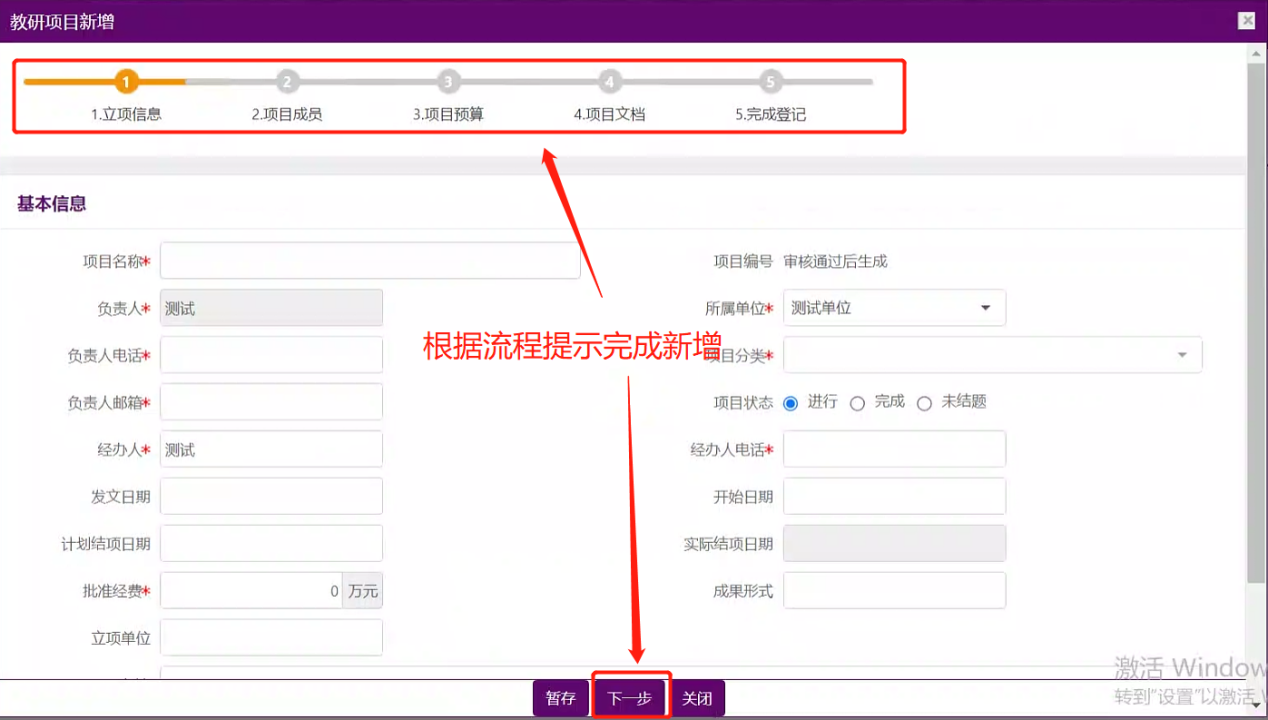 教研项目新增
1 2 3 4 5
1.立项信息 2.项目成员 3.项目预算 4.项目文档 5.完成登记
基本信息
项目名称* 项目编号 审核通过后生成
负责人* 测试 所属单位* 测试单位
根据流程提示完成新增
负责人电话* 项目分类*
负责人邮箱* 项目状态 进行 完成 未结题
经办人* 测试 经办人电话*
发文日期 开始日期
计划结项日期 实际结项日期
批准经费* 0 万元 成果形式
立项单位
暂存 下一步 关闭
激活 Window
转到"设置"以激活